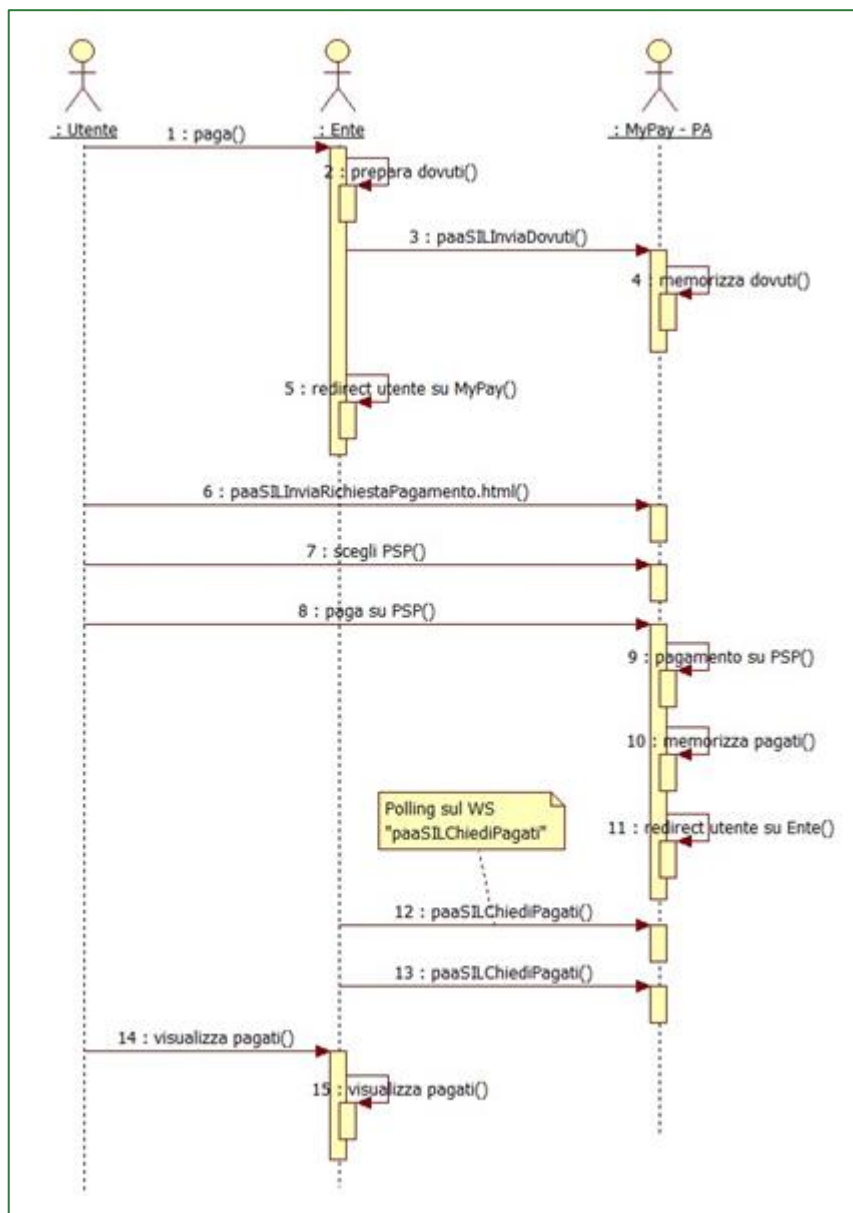 : Utente
: Ente
: MyPay - PA
1 : paga()
2 : prepara dovuti()
3 : paaSILInviaDovuti()
4 : memorizza dovuti()
5 : redirect utente su MyPay()
6 : paaSILInviaRichiestaPagamento.html()
7 : scegli PSP()
8 : paga su PSP()
9 : pagamento su PSP()
10 : memorizza pagati()
Polling sul WS
"paaSILChiediPagati"
11 : redirect utente su Ente()
12 : paaSILChiediPagati()
13 : paaSILChiediPagati()
14 : visualizza pagati()
15 : visualizza pagati()